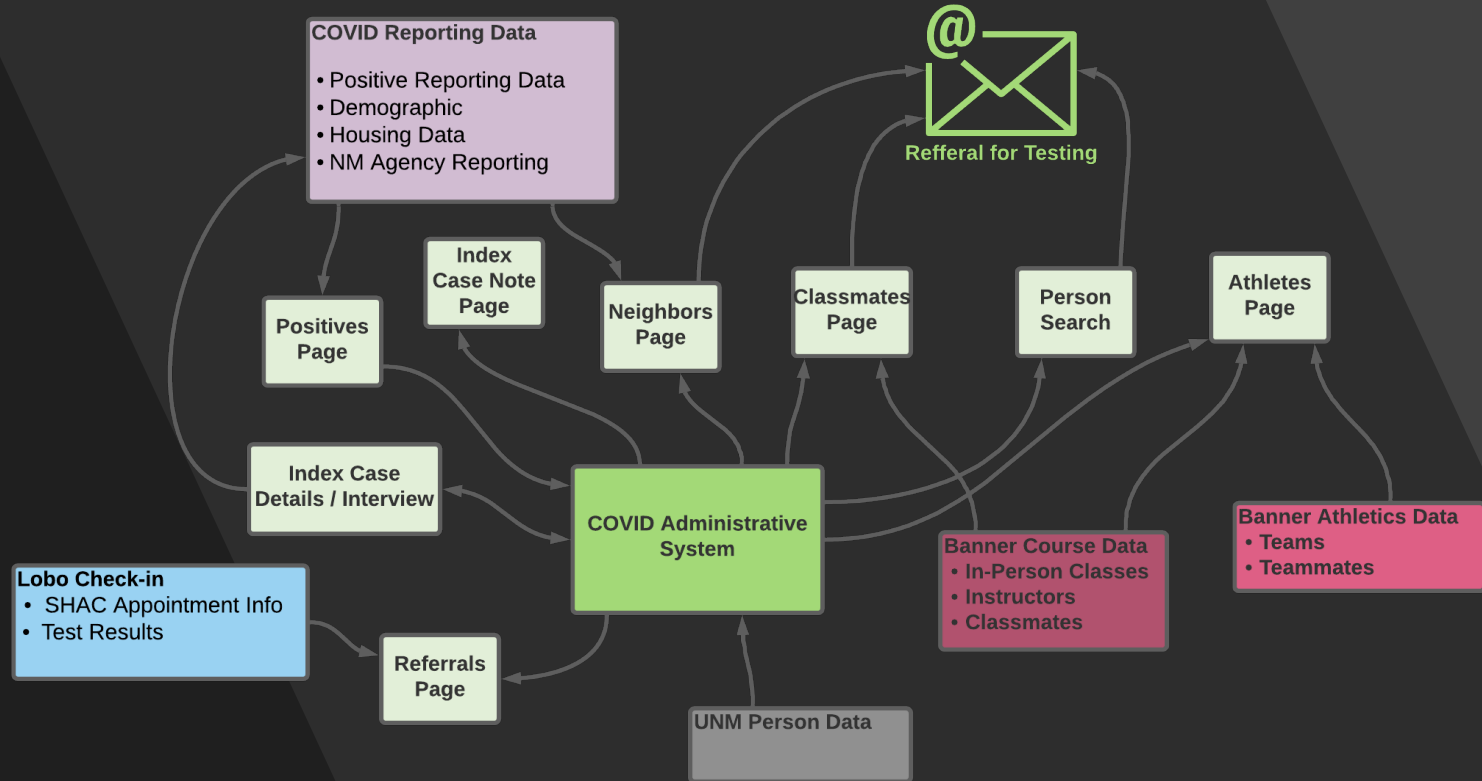 COVID Reporting Data
• Positive Reporting Data
• Demographic
• Housing Data
• NM Agency Reporting
@
Refferal for Testing
Index
Case Note
Page
Positives
Page
Neighbors
Page
Classmates
Page
Person
Search
Athletes
Page
Index Case
Details / Interview
COVID Administrative
System
Banner Course Data
• In-Person Classes
• Instructors
• Classmates
Banner Athletics Data
• Teams
• Teammates
Lobo Check-in
• SHAC Appointment Info
• Test Results
Referrals
Page
UNM Person Data